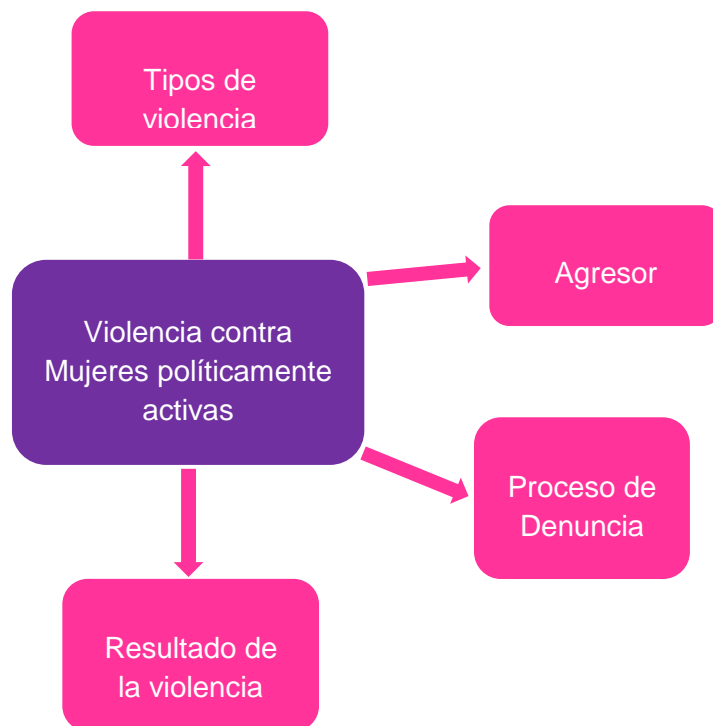 Tipos de
violencia
Agresor
Violencia contra
Mujeres políticamente
activas
Proceso de
Denuncia
Resultado de
la violencia